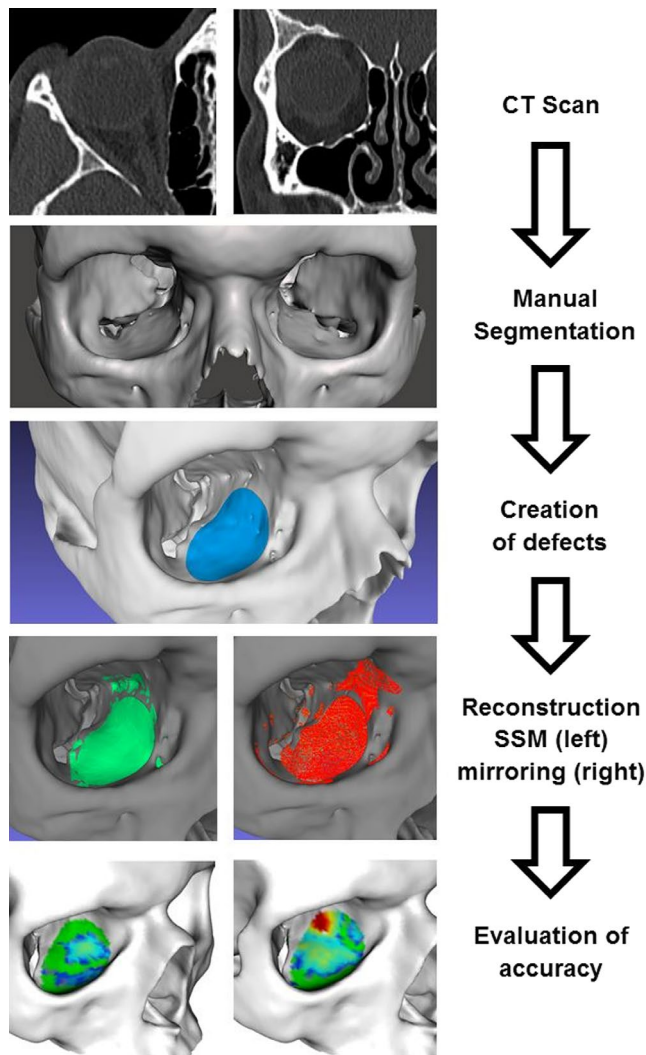 CT Scan
Manual
Segmentation
Creation
of defects
Reconstruction
SSM (left)
mirroring (right)
Evaluation of
accuracy